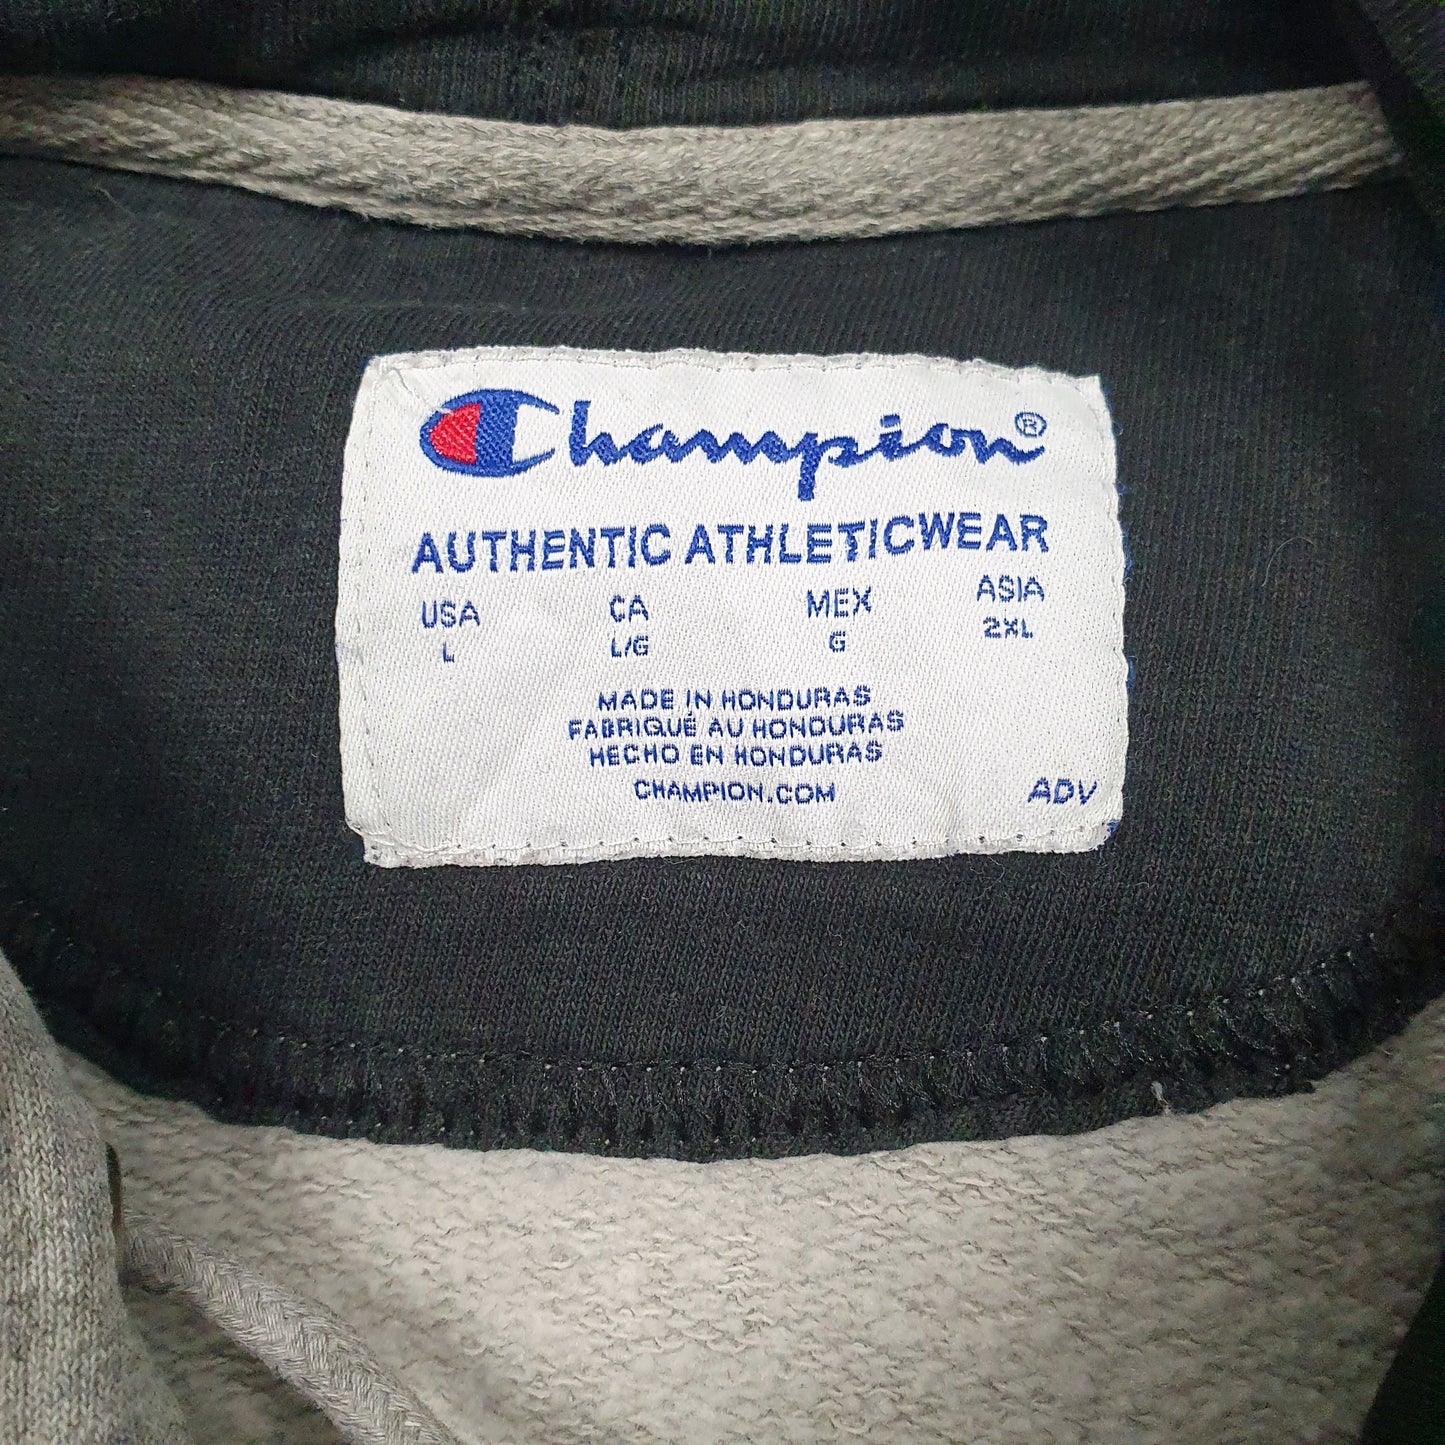 Champion®
AUTHENTIC ATHLETICWEAR
USA CA MEX ASIA
L L/G G 2XL
MADE IN HONDURAS
FABRIQUÉ AU HONDURAS
HECHO EN HONDURAS
CHAMPION.COM ADV